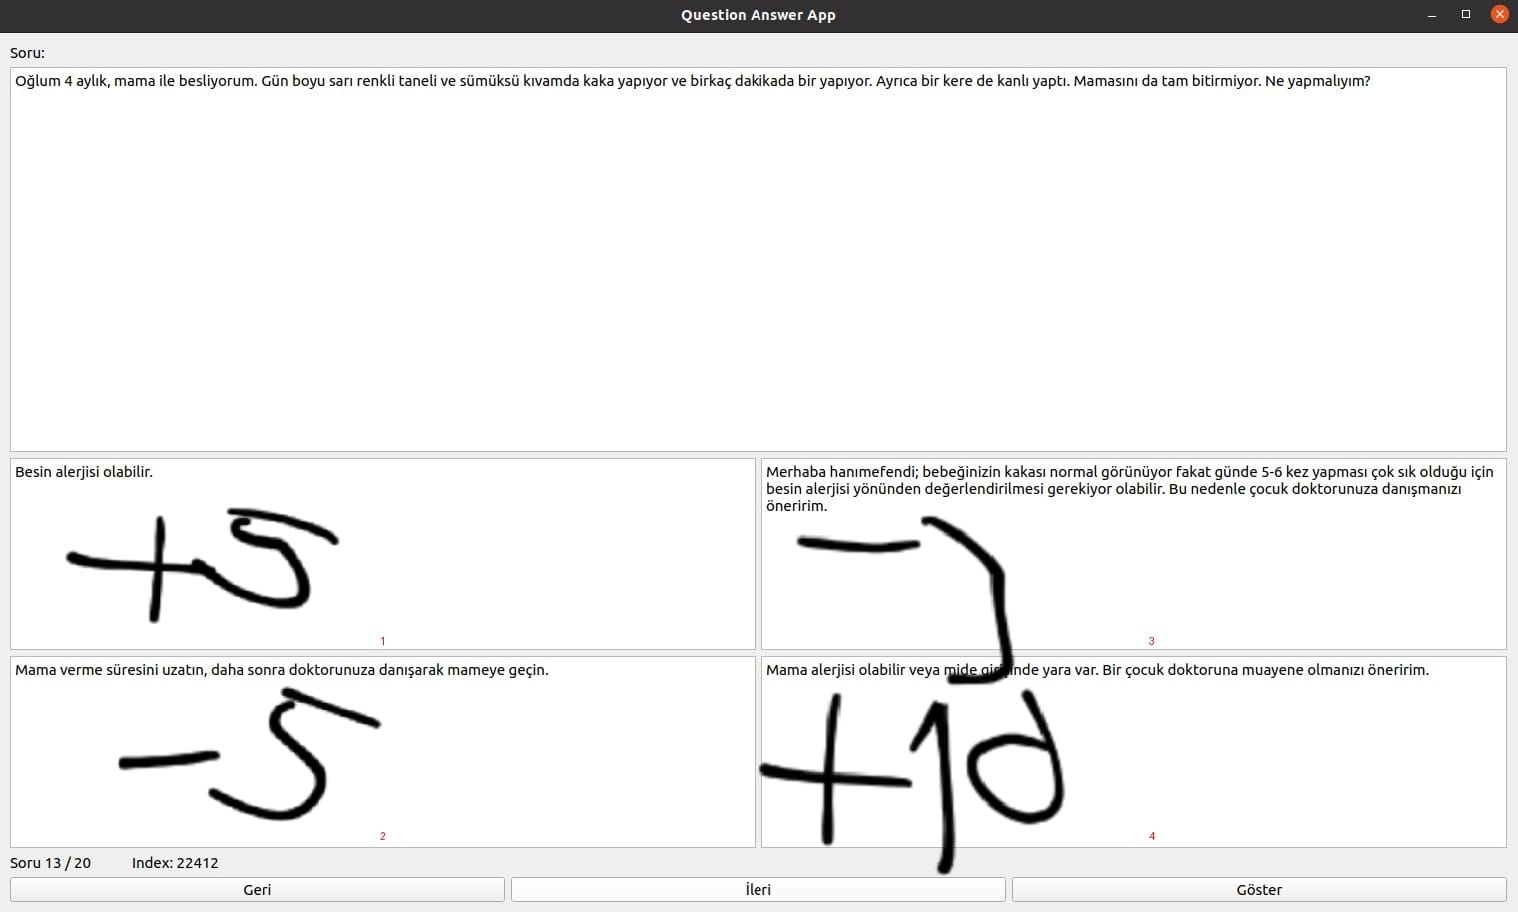 Question Answer App
Soru:
Oğlum 4 aylık, mama ile besliyorum. Gün boyu sarı renkli taneli ve sümüksü kıvamda kaka yapıyor ve birkaç dakikada bir yapıyor. Ayrıca bir kere de kanlı yaptı. Mamasını da tam bitirmiyor. Ne yapmalıyım?
Besin alerjisi olabilir.
+5
1
Merhaba hanımefendi; bebeğinizin kakası normal görünüyor fakat günde 5-6 kez yapması çok sık olduğu için
besin alerjisi yönünden değerlendirilmesi gerekiyor olabilir. Bu nedenle çocuk doktorunuza danışmanızı
öneririm.
3
Mama verme süresini uzatın, daha sonra doktorunuza danışarak mameye geçin.
-5
2
Mama alerjisi olabilir veya mide yara var. Bir çocuk doktoruna muayene olmanızı öneririm.
+10
4
Soru 13 / 20 Index: 22412
Geri İleri Göster